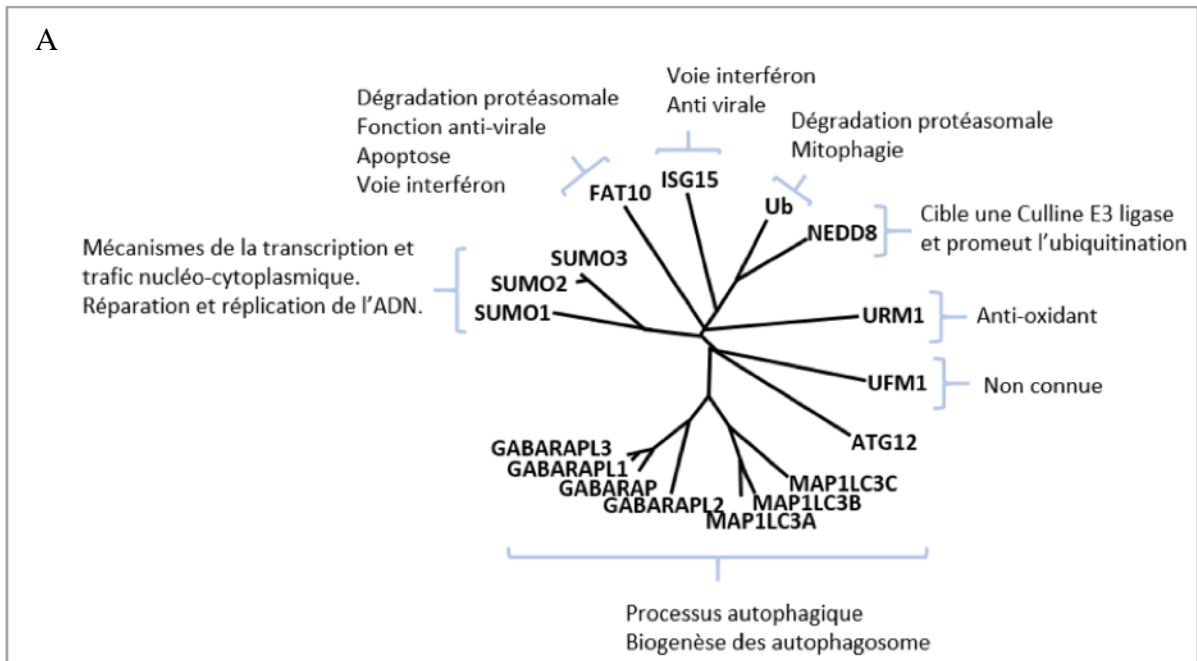 A
Voie interféron
Anti virale
Dégradation protéasomale
Fonction anti-virale
Apoptose
Voie interféron
Dégradation protéasomale
Mitophagie
ISG15
FAT10
Ub
NEDD8
Cible une Culline E3 ligase
et promeut l'ubiquitination
Mécanismes de la transcription et
trafic nucléo-cytoplasmique.
Réparation et réplication de l'ADN.
SUMO3
SUMO2
SUMO1
URM1
Anti-oxidant
UFM1
Non connue
ATG12
GABARAPL3
GABARAPL1
GABARAP
GABARAPL2
MAP1LC3C
MAP1LC3B
MAP1LC3A
Processus autophagique
Biogenèse des autophagosome